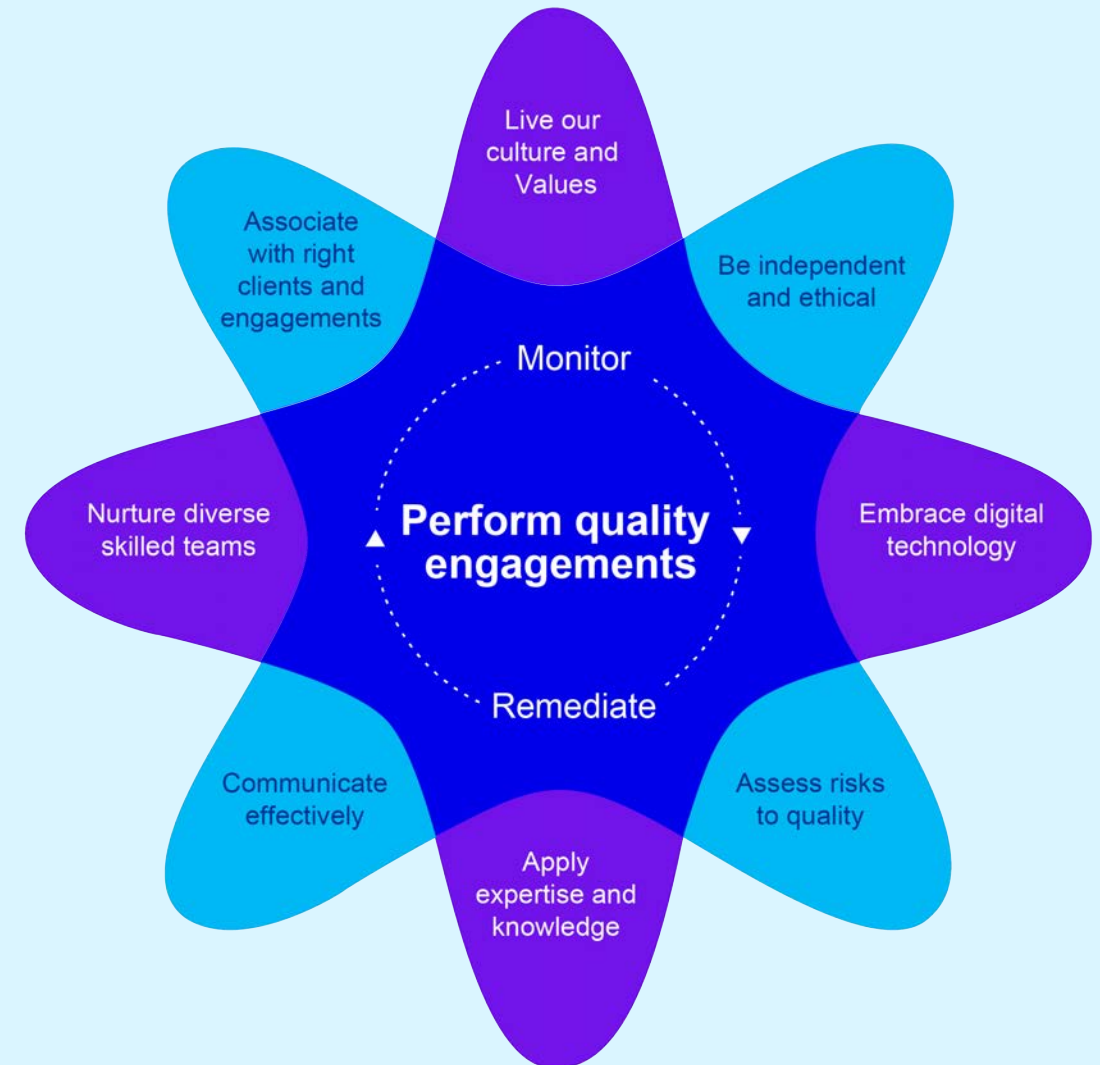 Live our
culture and
Values
Be independent
and ethical
Embrace digital
technology
Assess risks
to quality
Apply
expertise and
knowledge
Communicate
effectively
Nurture diverse
skilled teams
Associate
with right
clients and
engagements
Monitor
Perform quality
engagements
Remediate